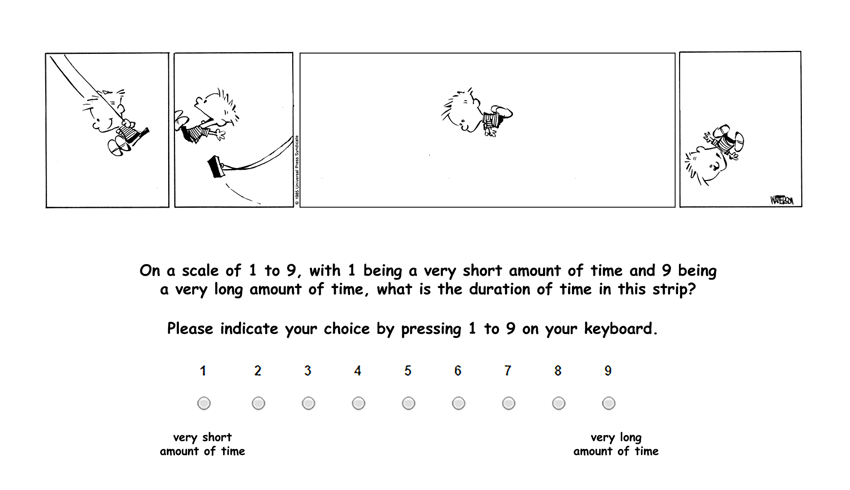 © 1985 Universal Press Syndicate
WATTERSON
On a scale of 1 to 9, with 1 being a very short amount of time and 9 being
a very long amount of time, what is the duration of time in this strip?
Please indicate your choice by pressing 1 to 9 on your keyboard.
1 2 3 4 5 6 7 8 9
very short
amount of time
very long
amount of time